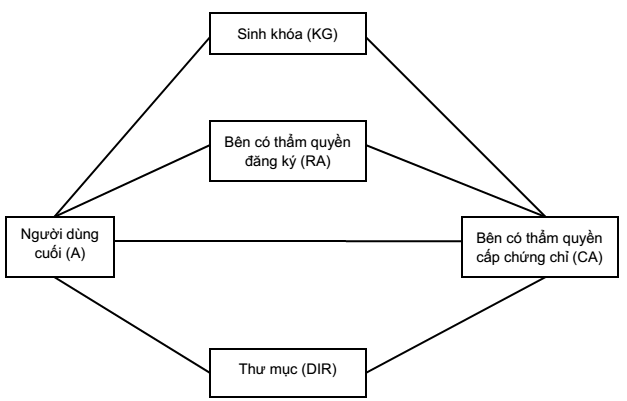 Sinh khóa (KG)
Bên có thẩm quyền
đăng ký (RA)
Người dùng
cuối (A)
Bên có thẩm quyền
cấp chứng chỉ (CA)
Thư mục (DIR)